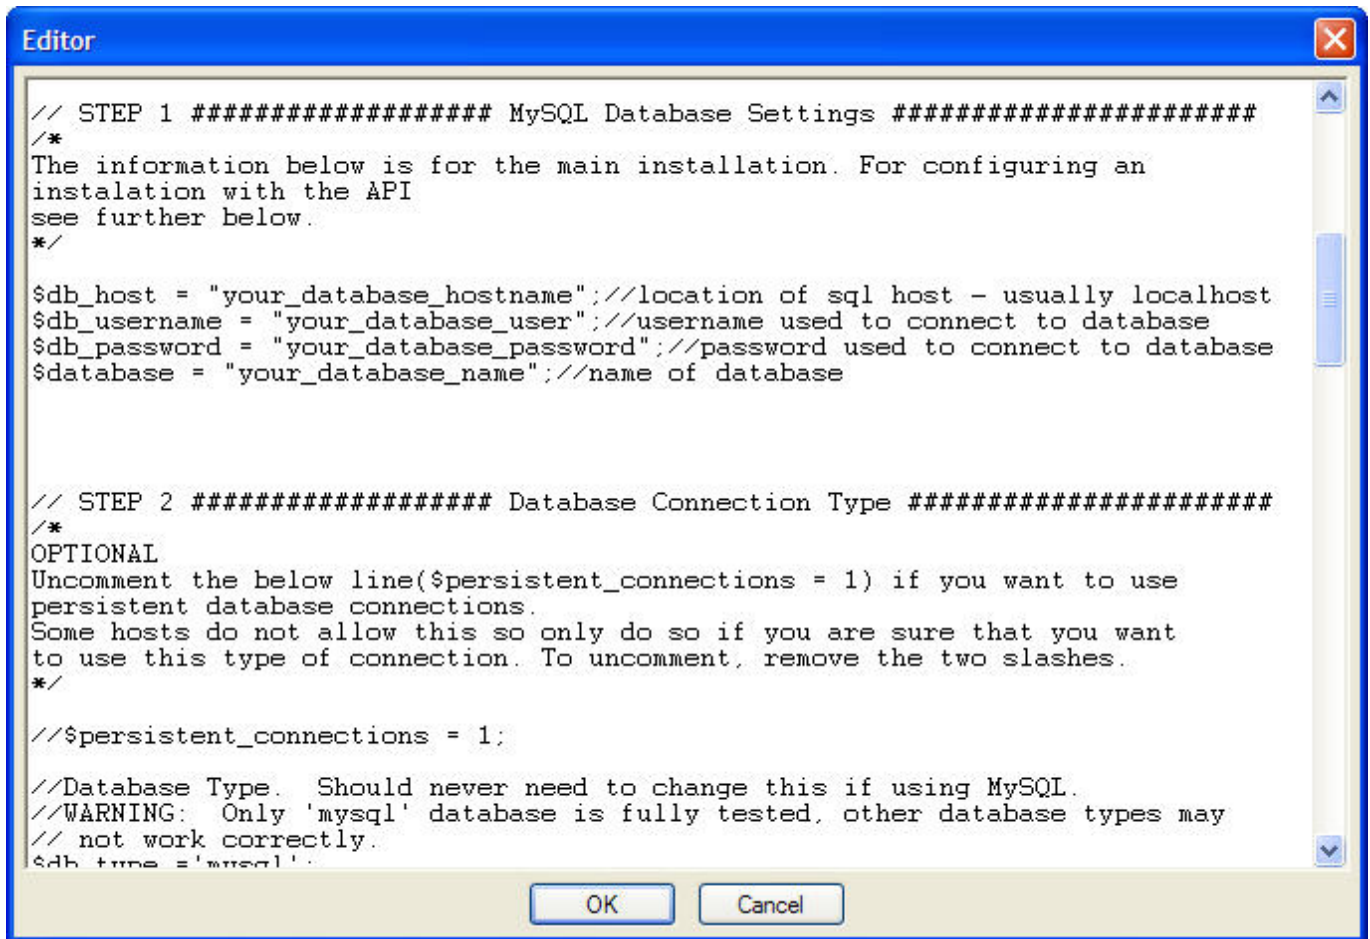 Editor
// STEP 1 ################### MySQL Database Settings #######################
/*
The information below is for the main installation. For configuring an
instalation with the API
see further below.
*/
$db_host = "your_database_hostname";//location of sql host – usually localhost
$db_username = "your_database_user";//username used to connect to database
$db_password = "your_database_password";//password used to connect to database
$database = "your_database_name";//name of database
// STEP 2 ################### Database Connection Type #######################
/*
OPTIONAL
Uncomment the below line($persistent_connections = 1) if you want to use
persistent database connections.
Some hosts do not allow this so only do so if you are sure that you want
to use this type of connection. To uncomment, remove the two slashes.
*/
//$persistent_connections = 1;
//Database Type.  Should never need to change this if using MySQL.
//WARNING:  Only 'mysql' database is fully tested, other database types may
// not work correctly.
$db_type ='mysql';
OK
Cancel